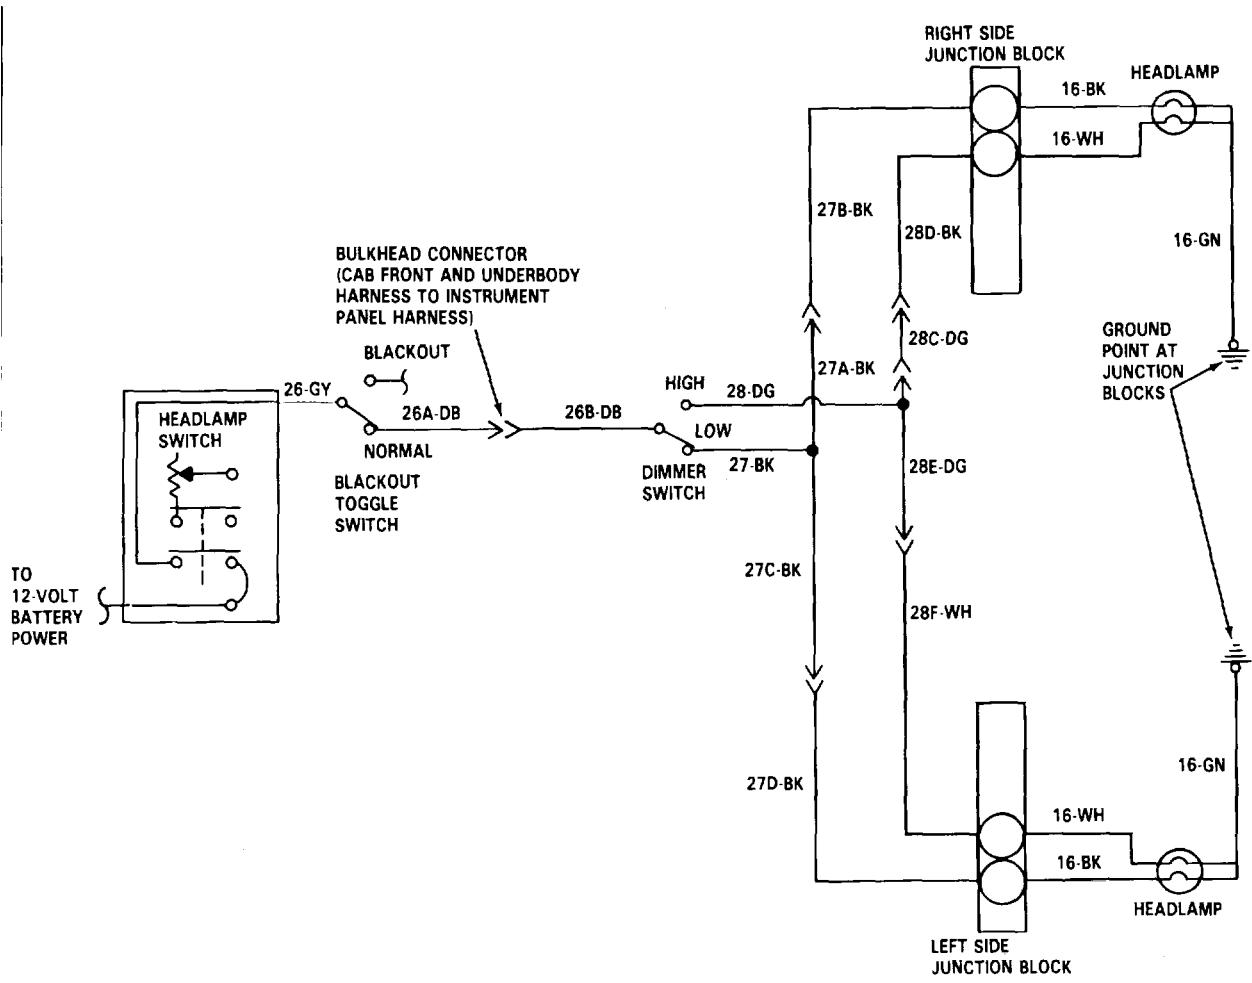 RIGHT SIDE
JUNCTION BLOCK
HEADLAMP
16-BK
16-WH
27B-BK
28D-BK
16-GN
BULKHEAD CONNECTOR
(CAB FRONT AND UNDERBODY
HARNESS TO INSTRUMENT
PANEL HARNESS)
BLACKOUT
28C-DG
GROUND
POINT AT
JUNCTION
BLOCKS
27A-BK
26-GY
HIGH
28-DG
HEADLAMP
SWITCH
26A-DB
26B-DB
LOW
NORMAL
27-BK
28E-DG
DIMMER
SWITCH
BLACKOUT
TOGGLE
SWITCH
TO
12-VOLT
BATTERY
POWER
27C-BK
28F-WH
27D-BK
16-GN
16-WH
16-BK
HEADLAMP
LEFT SIDE
JUNCTION BLOCK